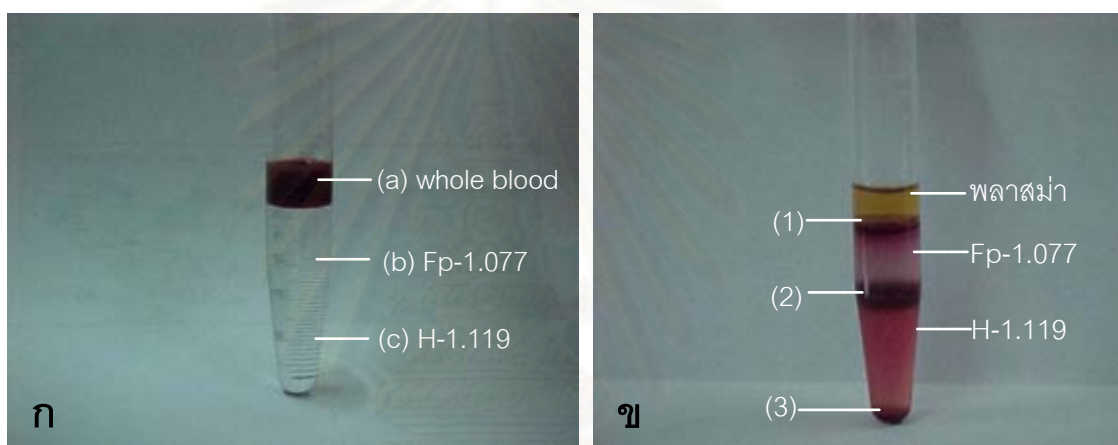 (a) whole blood
(b) Fp-1.077
(c) H-1.119
ก
พลาสม่า
(1)
Fp-1.077
(2)
H-1.119
(3)
ข